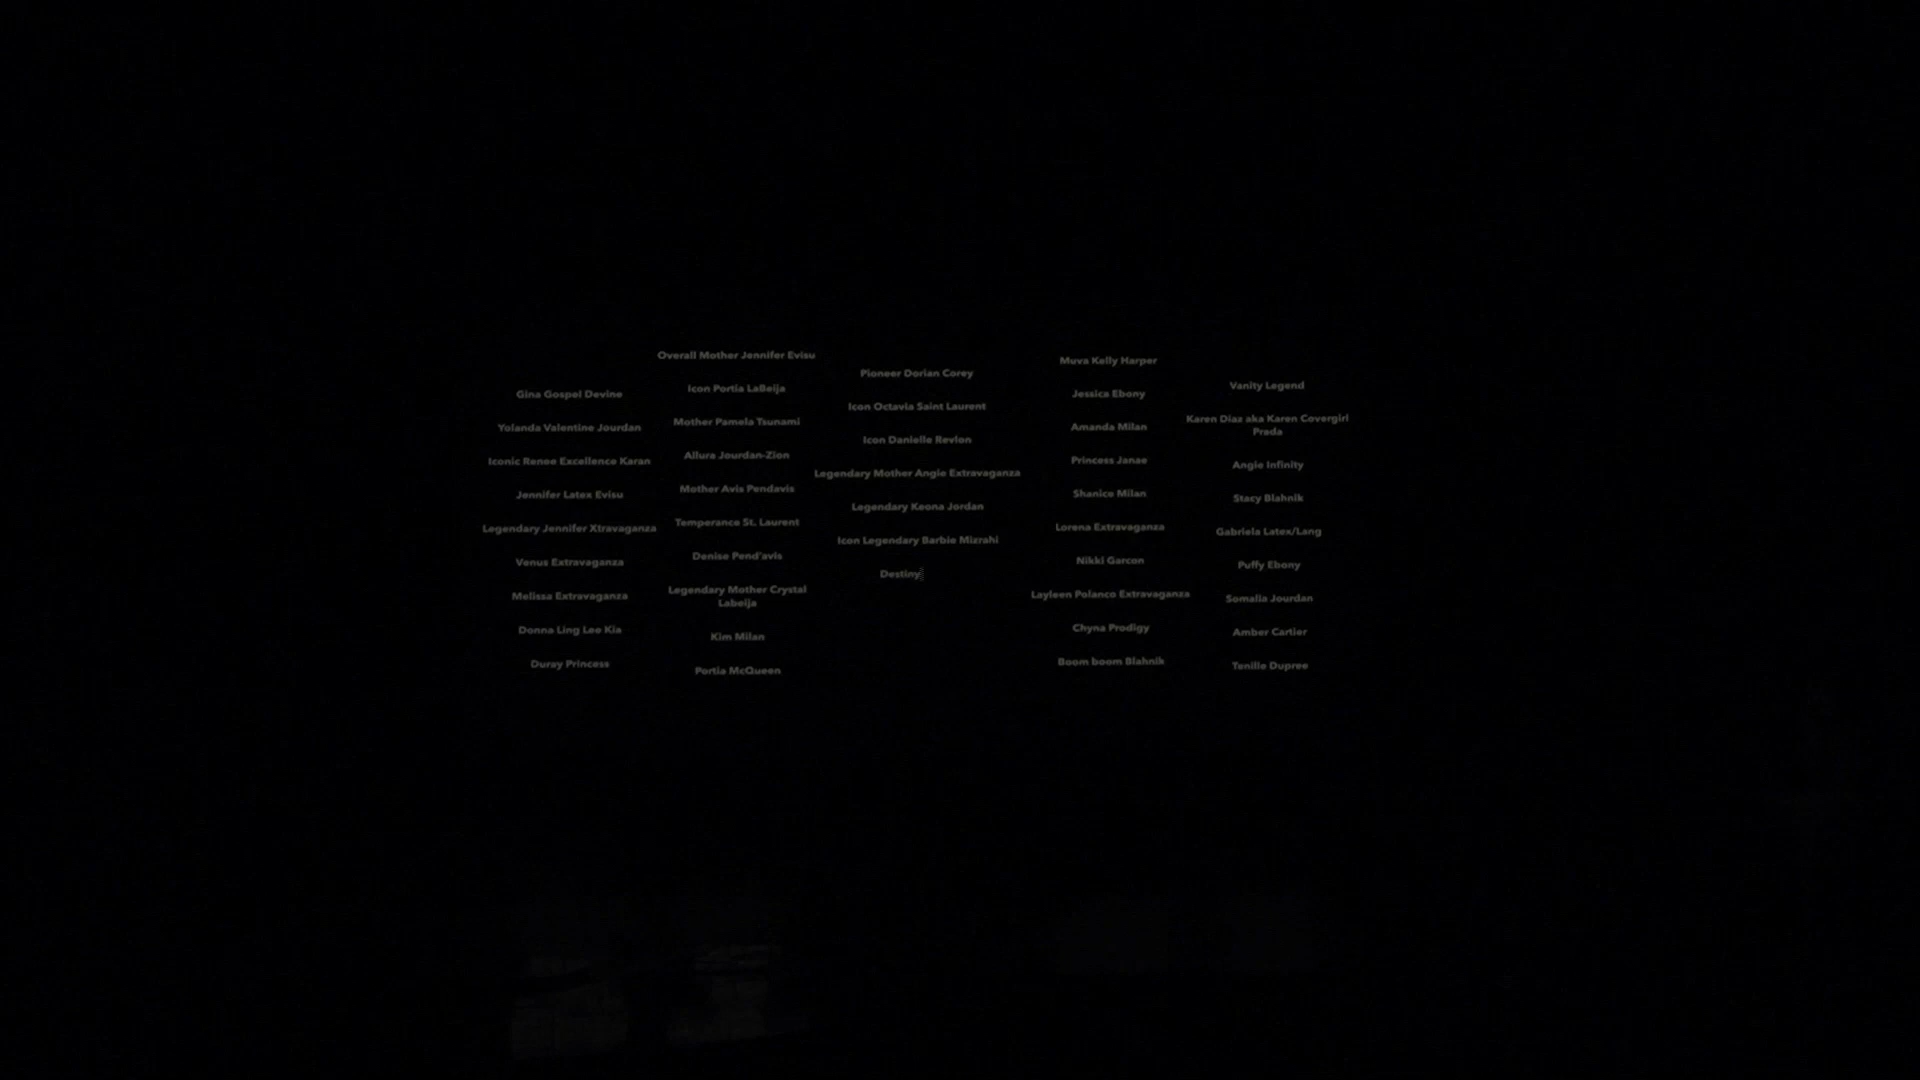 Gina Gospel Devine
Yolanda Valentine Jourdan
Iconic Renee Excellence Karan
Jennifer Latex Evisu
Legendary Jennifer Xtravaganza
Venus Extravaganza
Melissa Extravaganza
Donna Ling Lee Kia
Duray Princess
Overall Mother Jennifer Evisu
Icon Portia LaBeija
Mother Pamela Tsunami
Allura Jourdan-Zion
Mother Avis Pendavis
Temperance St. Laurent
Denise Pend'avis
Legendary Mother Crystal
Labeija
Kim Milan
Portia McQueen
Pioneer Dorian Corey
Icon Octavia Saint Laurent
Icon Danielle Revlon
Legendary Mother Angie Extravaganza
Legendary Keona Jordan
Icon Legendary Barbie Mizrahi
Destiny
Muva Kelly Harper
Jessica Ebony
Amanda Milan
Princess Janae
Shanice Milan
Lorena Extravaganza
Nikki Garcon
Layleen Polanco Extravaganza
Chyna Prodigy
Boom boom Blahnik
Vanity Legend
Karen Diaz aka Karen Covergirl
Prada
Angie Infinity
Stacy Blahnik
Gabriela Latex/Lang
Puffy Ebony
Somalia Jourdan
Amber Cartier
Tenille Dupree